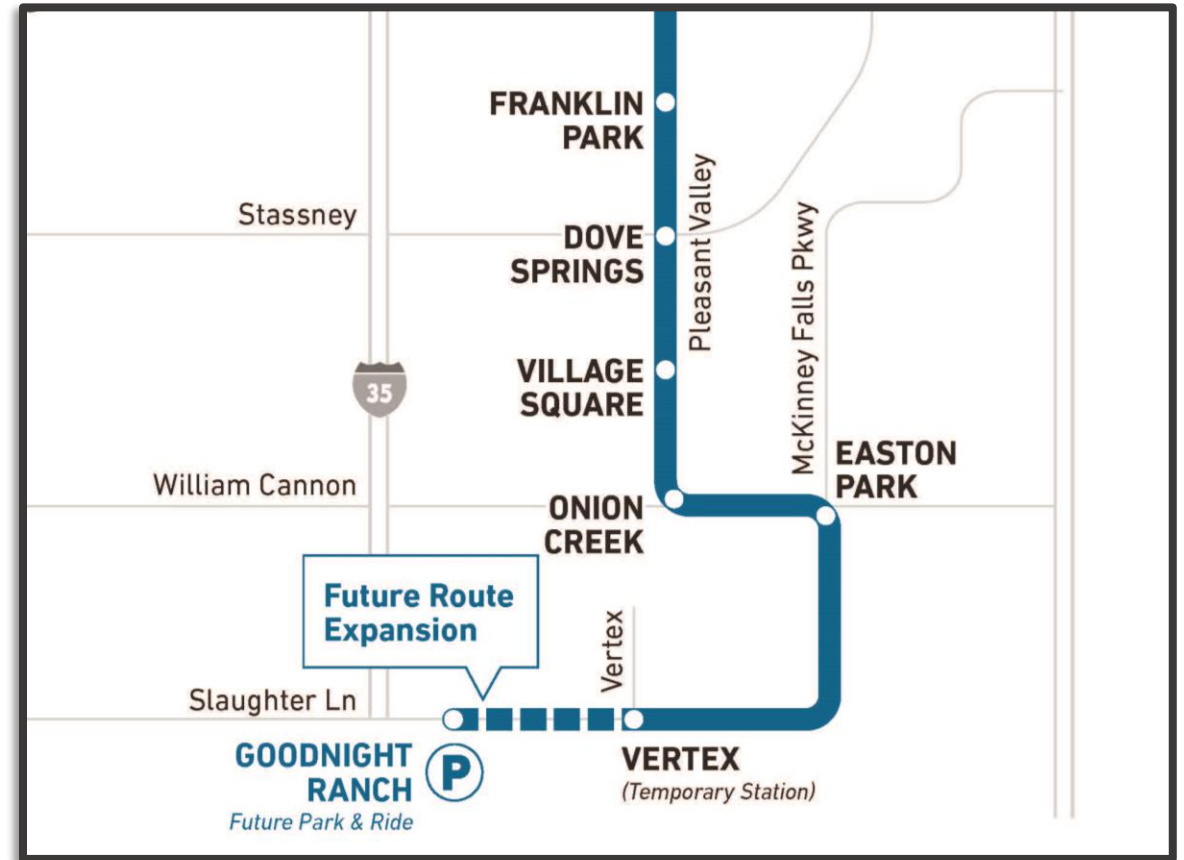 FRANKLIN
PARK
Stassney
DOVE
SPRINGS
Pleasant Valley
McKinney Falls Pkwy
VILLAGE
SQUARE
35
EASTON
PARK
William Cannon
ONION
CREEK
Future Route
Expansion
Vertex
Slaughter Ln
GOODNIGHT
RANCH
Future Park & Ride
P
VERTEX
(Temporary Station)